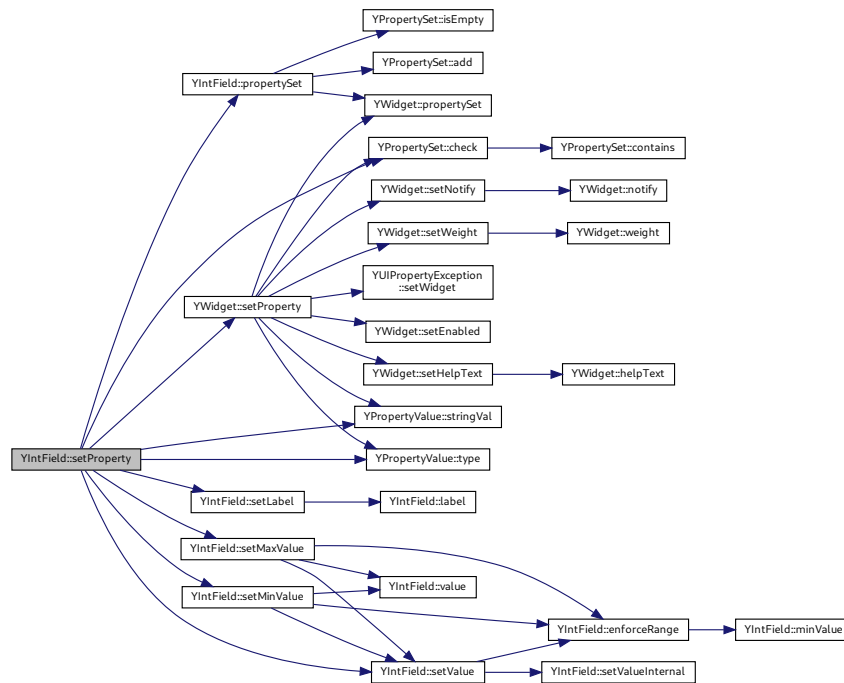 YPropertySet::isEmpty
YIntField::propertySet
YPropertySet::add
YWidget::propertySet
YPropertySet::check
YPropertySet::contains
YWidget::setNotify
YWidget::notify
YWidget::setWeight
YWidget::weight
YUIPropertyException
::setWidget
YWidget::setProperty
YWidget::setEnabled
YWidget::setHelpText
YWidget::helpText
YPropertyValue::stringVal
YIntField::setProperty
YPropertyValue::type
YIntField::setLabel
YIntField::label
YIntField::setMaxValue
YIntField::value
YIntField::setMinValue
YIntField::enforceRange
YIntField::minValue
YIntField::setValue
YIntField::setValueInternal